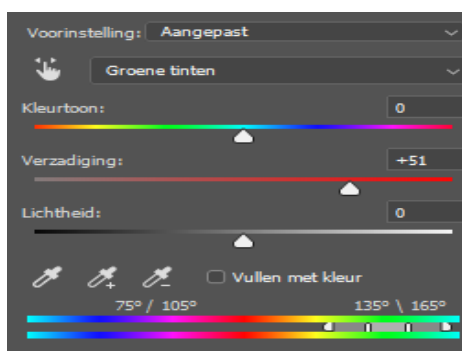 Voorinstelling: Aangepast
Groene tinten
Kleurtoon: 0
Verzadiging: +51
Lichtheid: 0
Vullen met kleur
75° / 105° 135° \ 165°